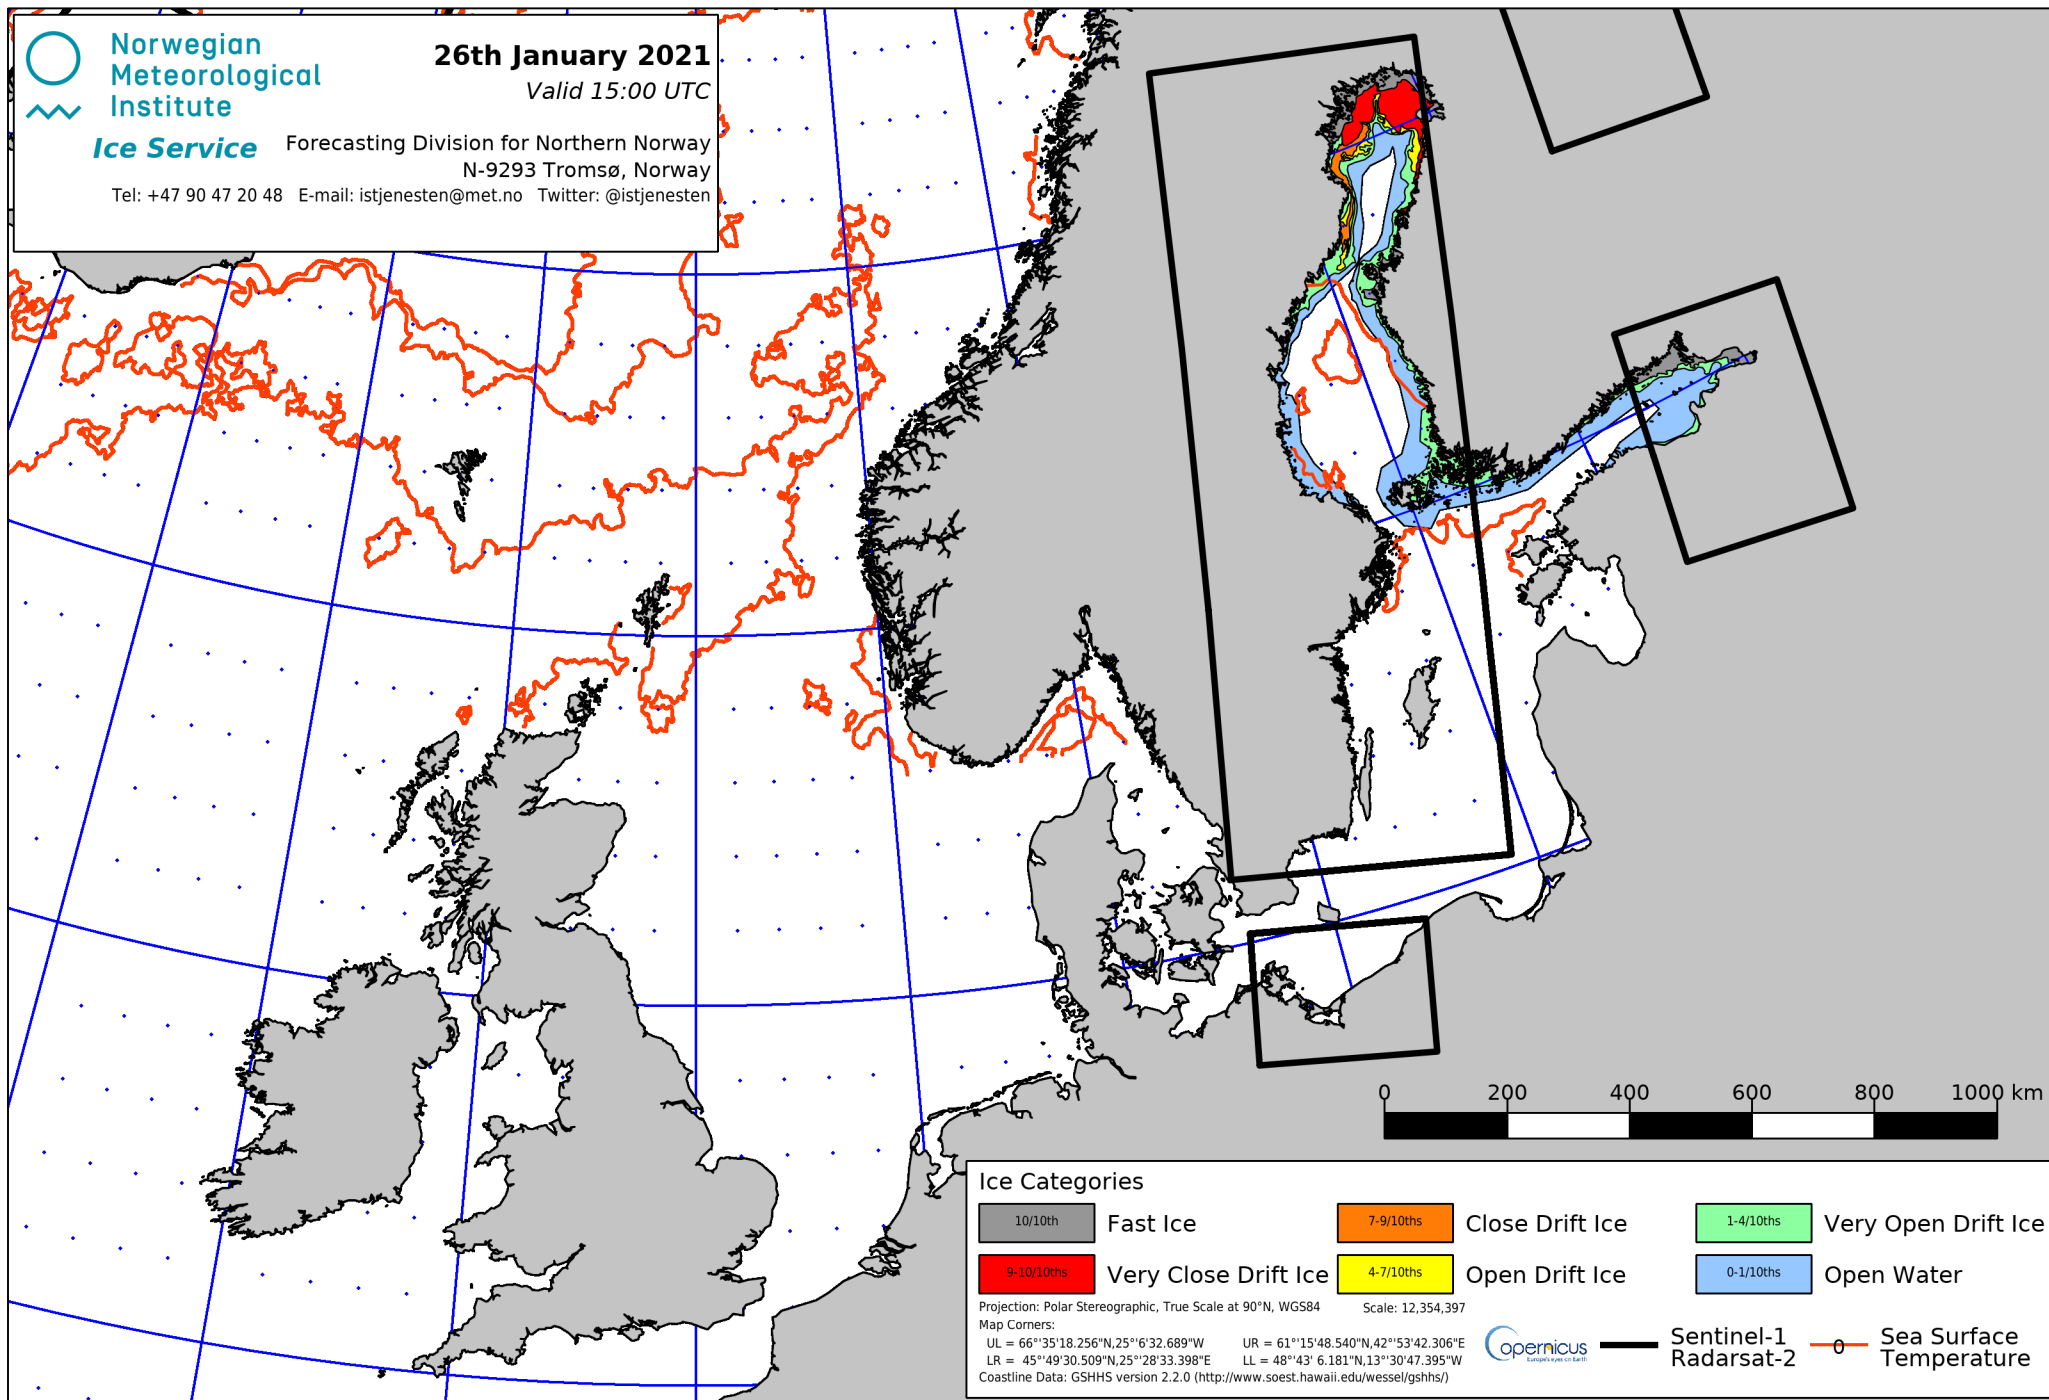 Norwegian
Meteorological
Institute
Ice Service
26th January 2021
Valid 15:00 UTC
Forecasting Division for Northern Norway
N-9293 Tromsø, Norway
Tel: +47 90 47 20 48 E-mail: istjenesten@met.no Twitter: @istjenesten
0 200 400 600 800 1000 km
Ice Categories
10/10th Fast Ice
7-9/10ths Close Drift Ice
1-4/10ths Very Open Drift Ice
9-10/10ths Very Close Drift Ice
4-7/10ths Open Drift Ice
0-1/10ths Open Water
Projection: Polar Stereographic, True Scale at 90°N, WGS84 Scale: 12,354,397
Map Corners:
UL = 66°'35'18.256"N,25°'6'32.689"W UR = 61°'15'48.540"N,42°'53'42.306"E
LR = 45°'49'30.509"N,25°'28'33.398"E LL = 48°'43' 6.181"N,13°'30'47.395"W
Coastline Data: GSHHS version 2.2.0 (http://www.soest.hawaii.edu/wessel/gshhs/)
opernicus
Europe's eyes on Earth
Sentinel-1
Radarsat-2
0
Sea Surface
Temperature